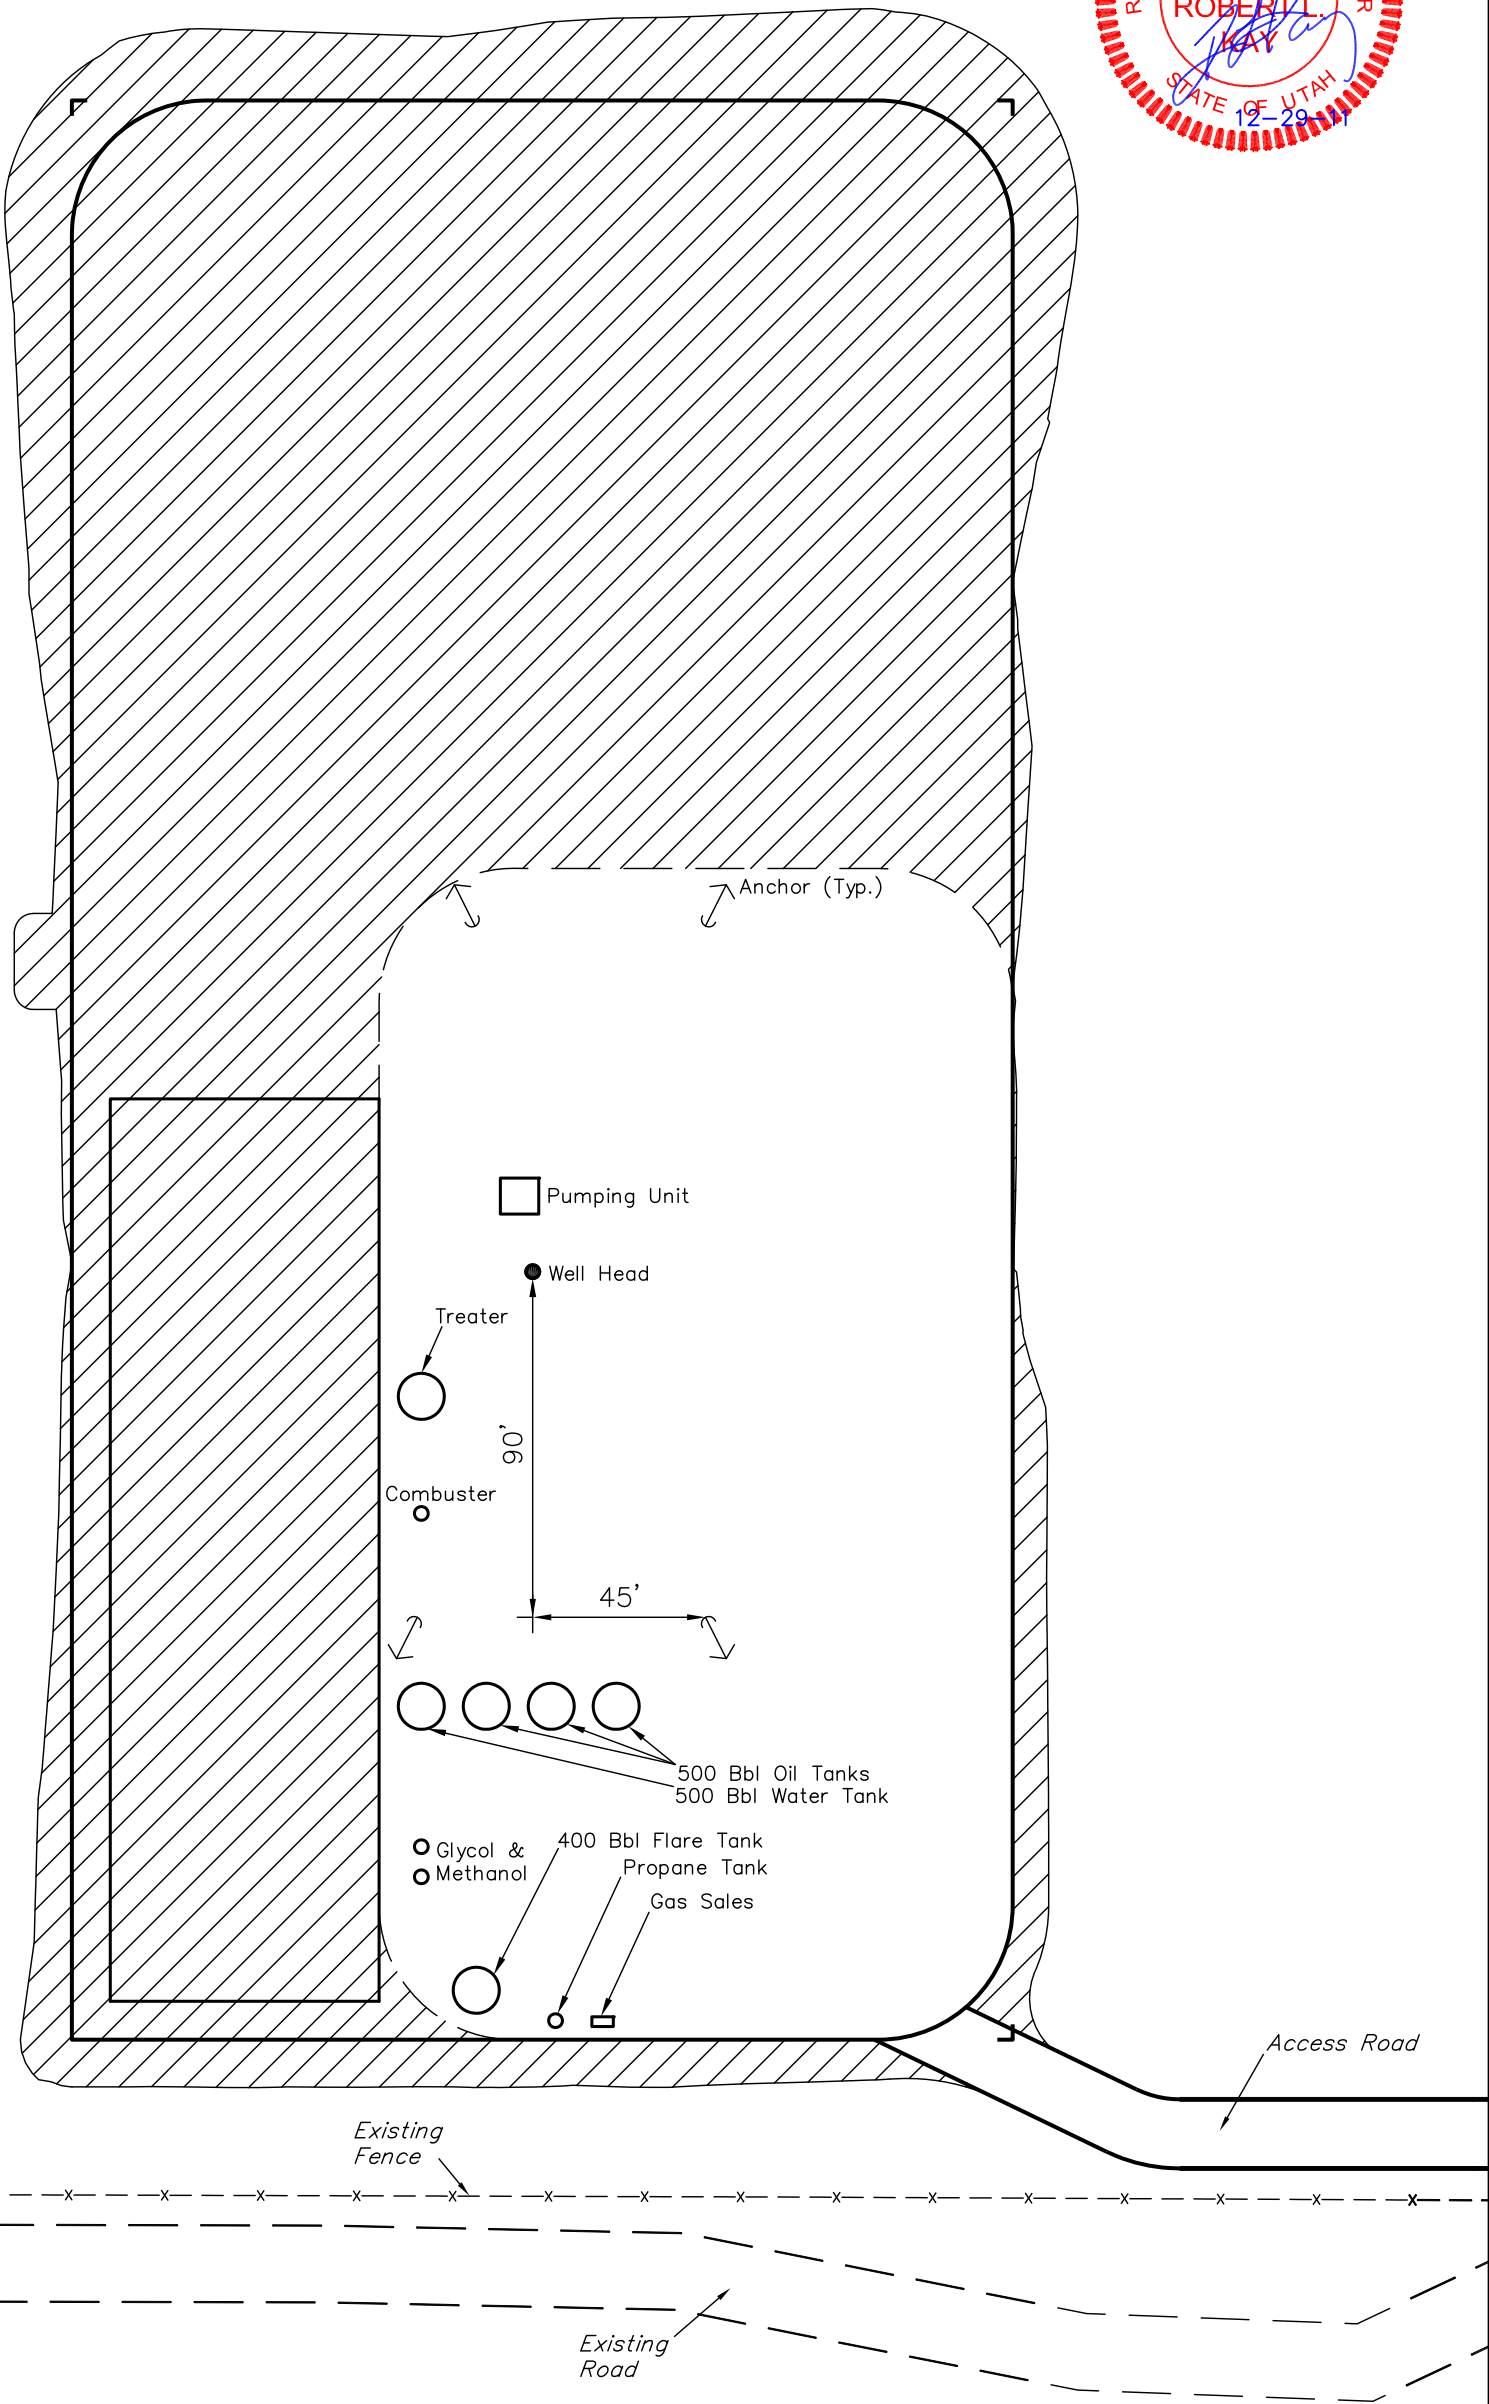 ROBERT L.
KAY
STATE OF UTAH
12-29-11
Anchor (Typ.)
Pumping Unit
Well Head
Treater
90'
Combuster
45'
500 Bbl Oil Tanks
500 Bbl Water Tank
Glycol &
Methanol
400 Bbl Flare Tank
Propane Tank
Gas Sales
Access Road
Existing
Fence
x x x x x x x x x x x x x x x
Existing
Road